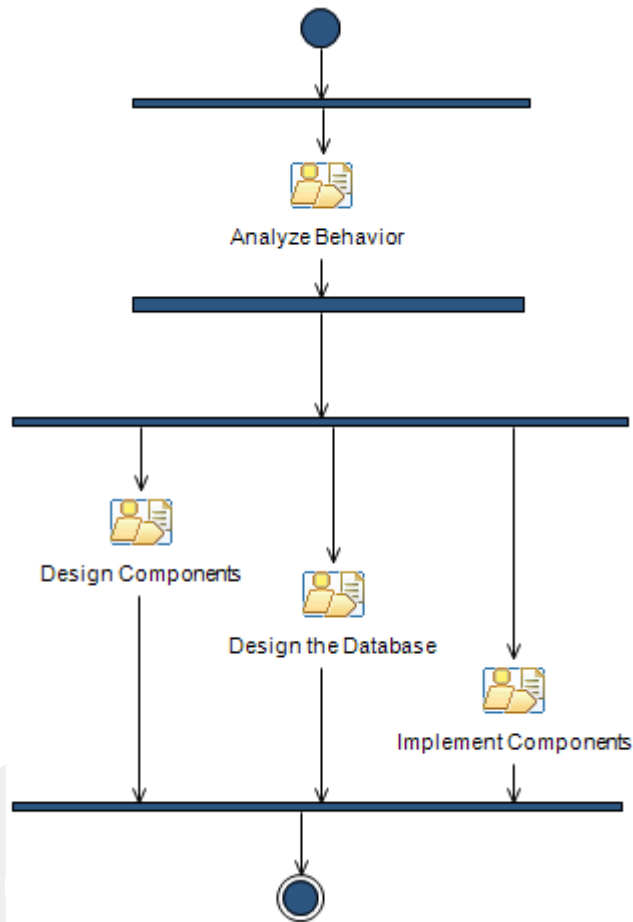 Analyze Behavior
Design Components
Design the Database
Implement Components